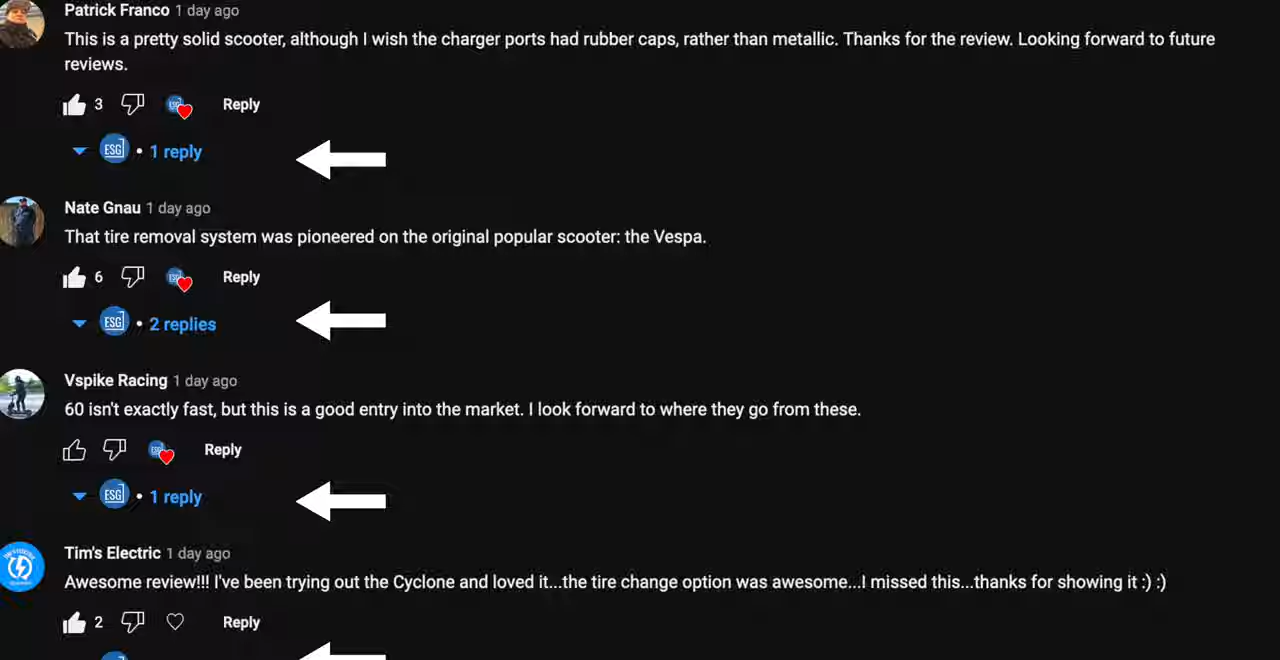 Patrick Franco 1 day ago
This is a pretty solid scooter, although I wish the charger ports had rubber caps, rather than metallic. Thanks for the review. Looking forward to future
reviews.
3 ESG Reply
ESG • 1 reply
Nate Gnau 1 day ago
That tire removal system was pioneered on the original popular scooter: the Vespa.
6 ESG Reply
ESG • 2 replies
Vspike Racing 1 day ago
60 isn't exactly fast, but this is a good entry into the market. I look forward to where they go from these.
ESG Reply
ESG • 1 reply
Tim's Electric 1 day ago
Awesome review!!! I've been trying out the Cyclone and loved it...the tire change option was awesome...I missed this...thanks for showing it :) :)
2 Reply